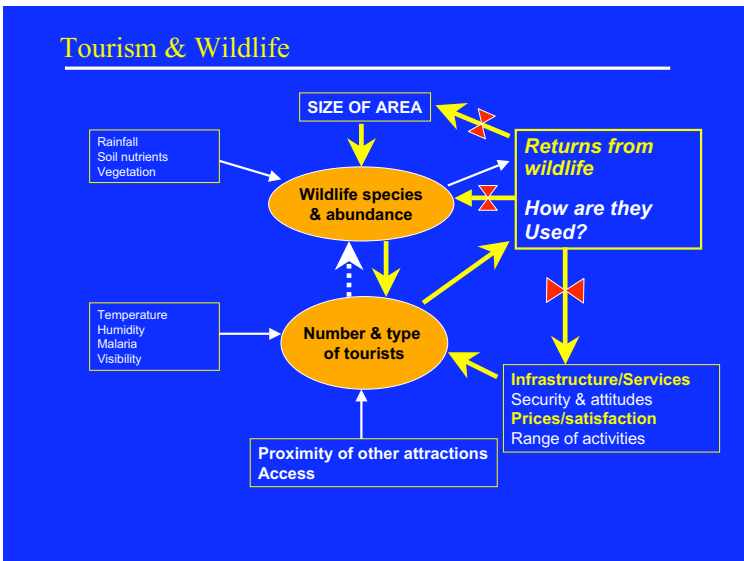 Tourism & Wildlife
SIZE OF AREA
Rainfall
Soil nutrients
Vegetation
Returns from
wildlife
How are they
Used?
Wildlife species
& abundance
Temperature
Humidity
Malaria
Visibility
Number & type
of tourists
Infrastructure/Services
Security & attitudes
Prices/satisfaction
Range of activities
Proximity of other attractions
Access